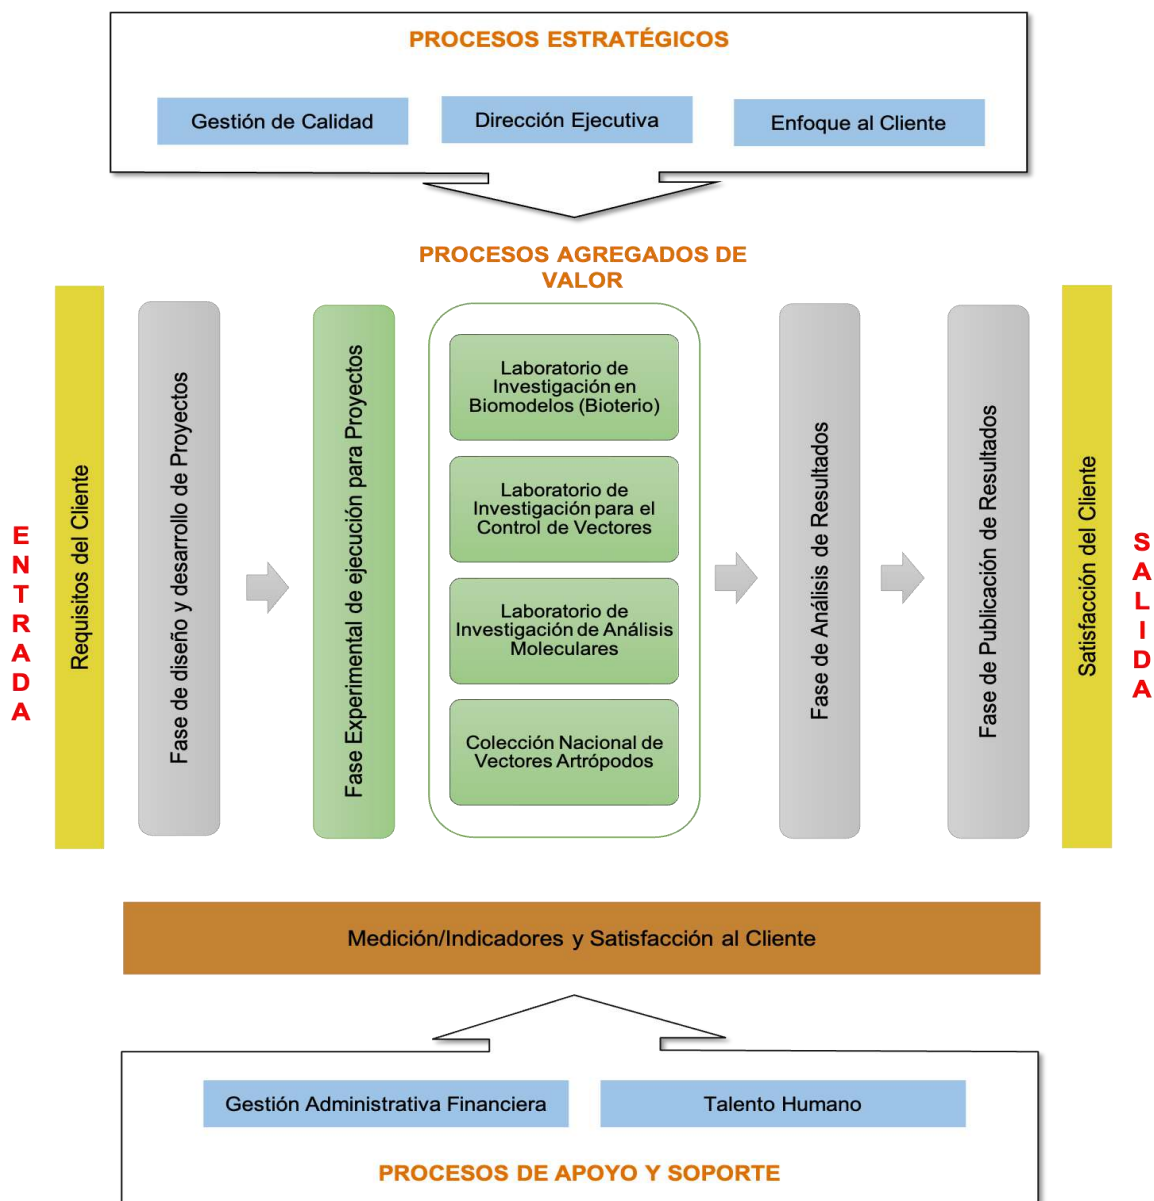 PROCESOS ESTRATÉGICOS
Gestión de Calidad
Dirección Ejecutiva
Enfoque al Cliente
PROCESOS AGREGADOS DE
VALOR
ENTRADA
Requisitos del Cliente
Fase de diseño y desarrollo de Proyectos
Fase Experimental de ejecución para Proyectos
Laboratorio de
Investigación en
Biomodelos (Bioterio)
Laboratorio de
Investigación para el
Control de Vectores
Laboratorio de
Investigación de Análisis
Moleculares
Colección Nacional de
Vectores Artrópodos
Fase de Análisis de Resultados
Fase de Publicación de Resultados
Satisfacción del Cliente
SALIDA
Medición/Indicadores y Satisfacción al Cliente
Gestión Administrativa Financiera
Talento Humano
PROCESOS DE APOYO Y SOPORTE